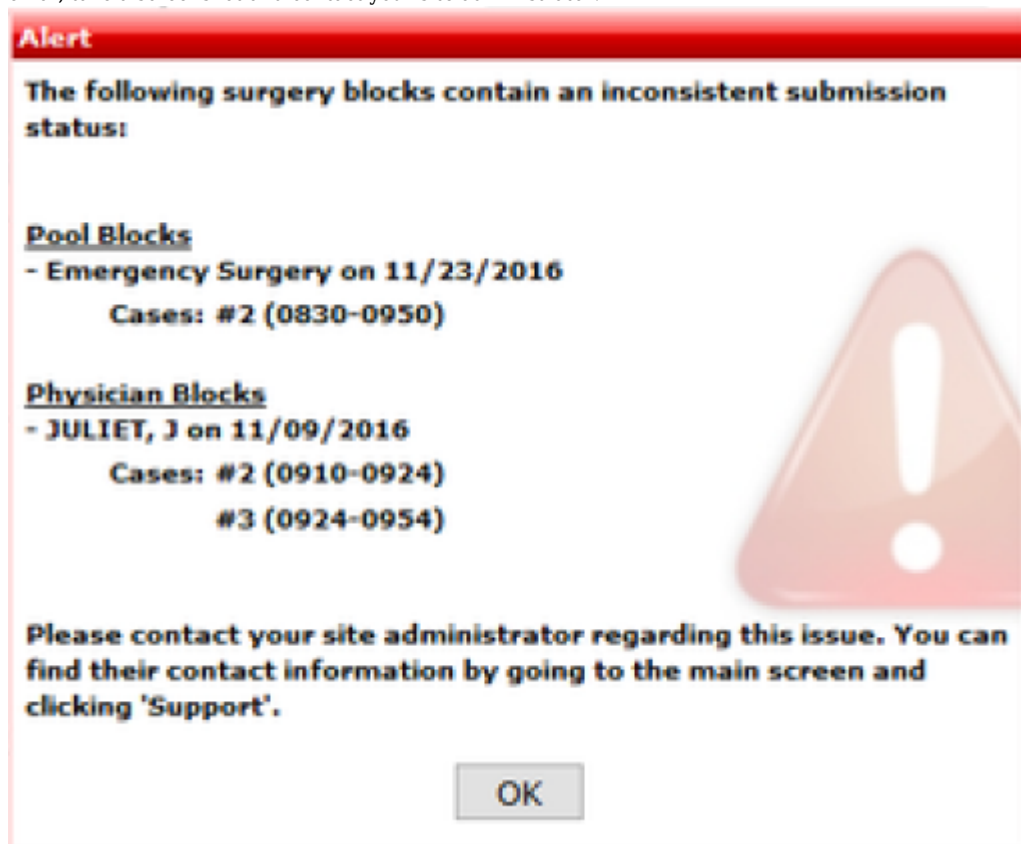 Alert
The following surgery blocks contain an inconsistent submission
status:
Pool Blocks
- Emergency Surgery on 11/23/2016
Cases: #2 (0830-0950)
Physician Blocks
- JULIET, J on 11/09/2016
Cases: #2 (0910-0924)
#3 (0924-0954)
Please contact your site administrator regarding this issue. You can
find their contact information by going to the main screen and
clicking 'Support'.
OK